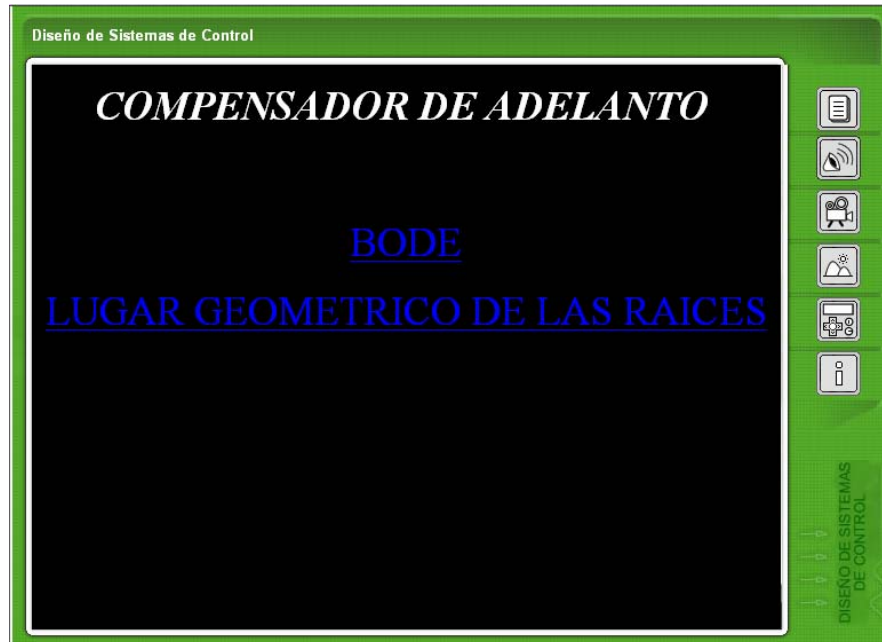 Diseño de Sistemas de Control
COMPENSADOR DE ADELANTO
BODE
LUGAR GEOMETRICO DE LAS RAICES
DISEÑO DE SISTEMAS
DE CONTROL